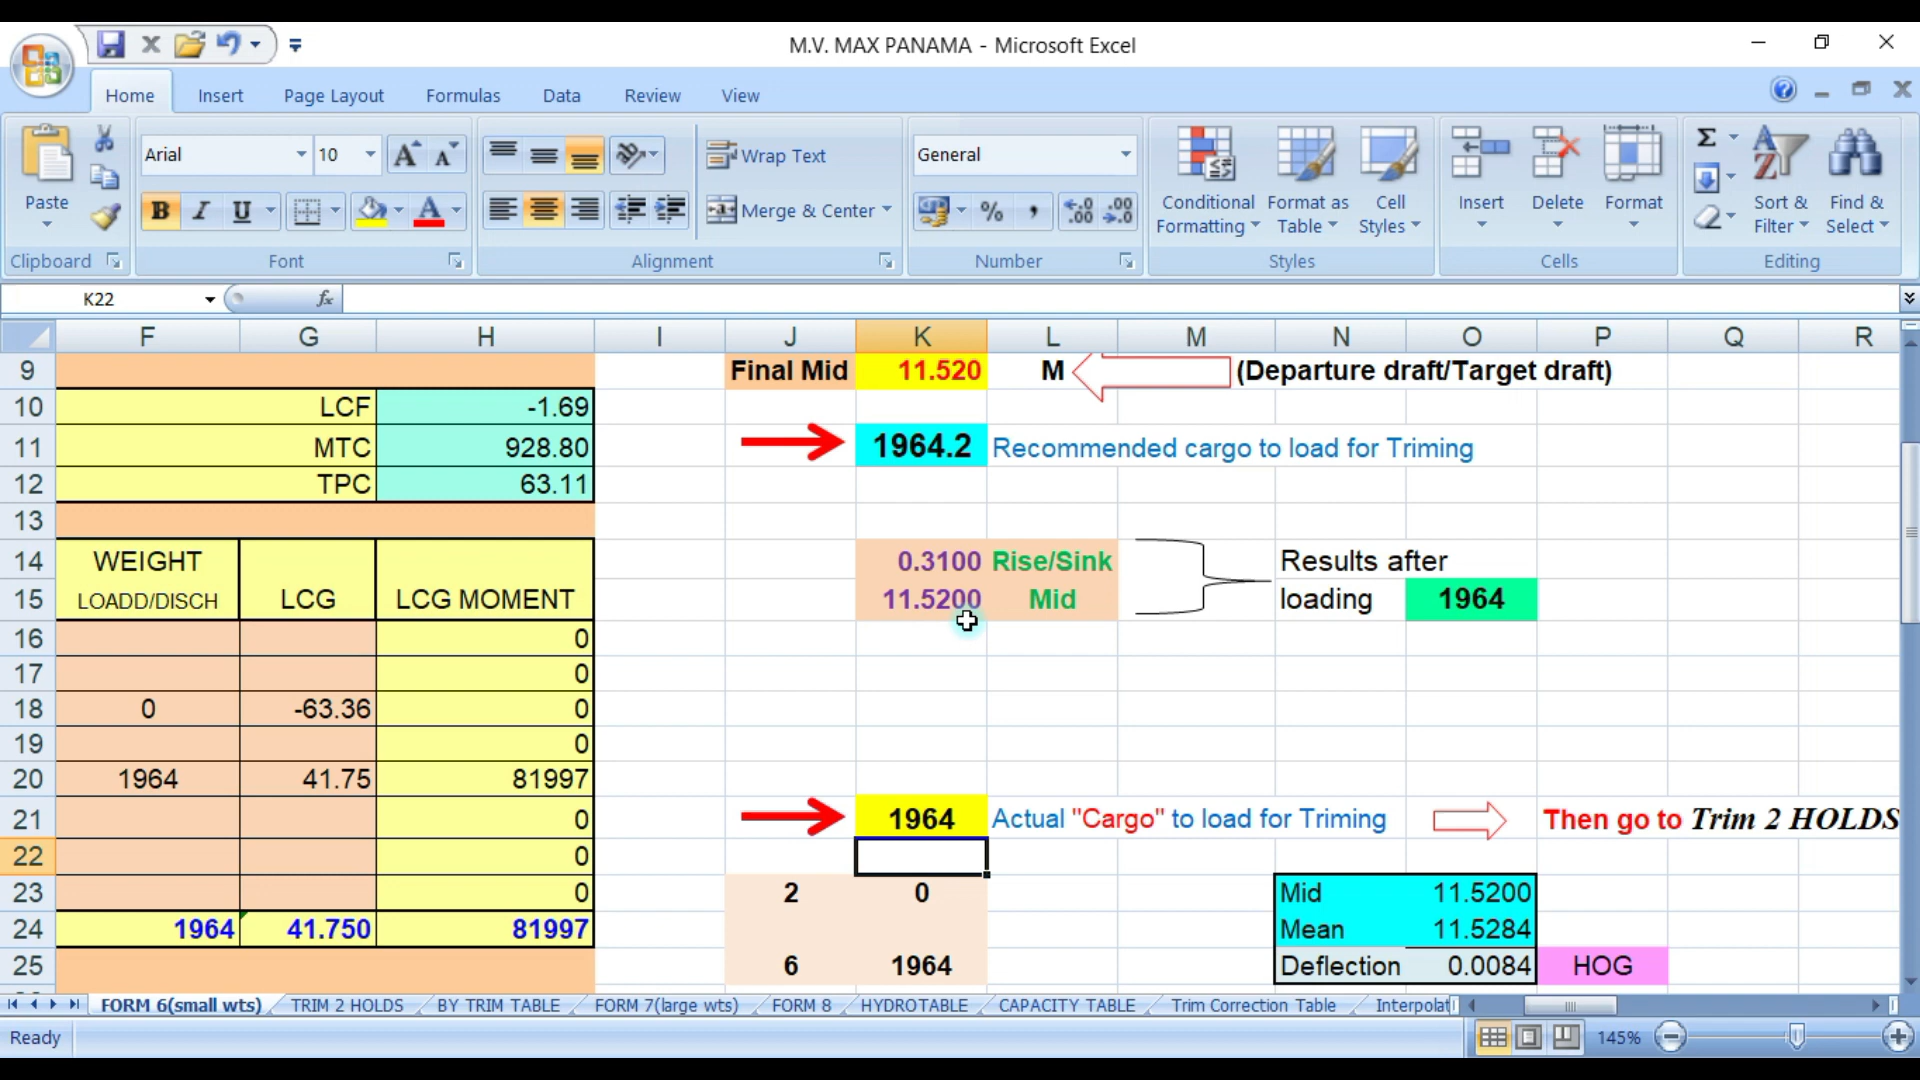 M.V. MAX PANAMA - Microsoft Excel
Home Insert Page Layout Formulas Data Review View
Paste
Clipboard
Arial 10
A A
B I U A
Font
Wrap Text
Merge & Center
Alignment
General
% ,
Number
Conditional Formatting
Format as Table
Cell Styles
Styles
Insert Delete Format
Cells
Σ
Sort & Filter
Find & Select
Editing
K22 fx
F G H I J K L M N O P Q R
9 Final Mid 11.520 M (Departure draft/Target draft)
10 LCF -1.69
11 MTC 928.80 1964.2 Recommended cargo to load for Triming
12 TPC 63.11
13
14 WEIGHT 0.3100 Rise/Sink Results after
15 LOADD/DISCH LCG LCG MOMENT 11.5200 Mid loading 1964
16 0
17 0
18 0 -63.36 0
19 0
20 1964 41.75 81997
21 0 1964 Actual "Cargo" to load for Triming Then go to Trim 2 HOLDS
22 0
23 0 2 0 Mid 11.5200
24 1964 41.750 81997 Mean 11.5284
25 6 1964 Deflection 0.0084 HOG
FORM 6(small wts) TRIM 2 HOLDS BY TRIM TABLE FORM 7(large wts) FORM 8 HYDROTABLE CAPACITY TABLE Trim Correction Table Interpolat
Ready 145%